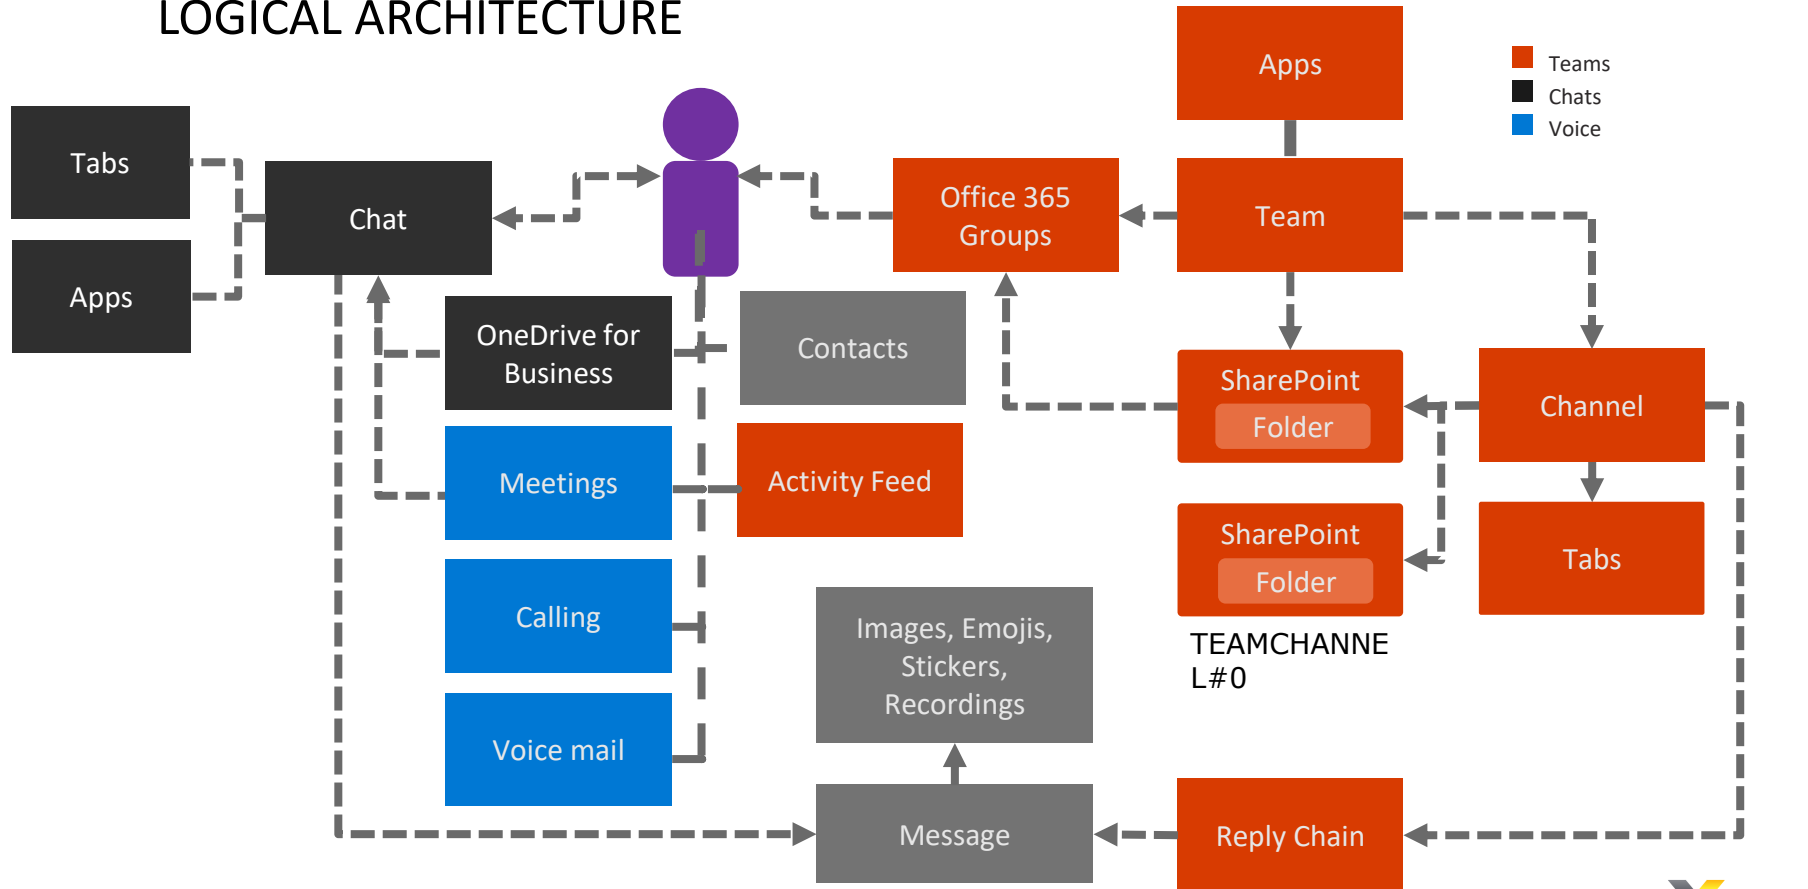 LOGICAL ARCHITECTURE
Apps
Teams
Chats
Voice
Tabs
Chat
Office 365
Groups
Team
Apps
OneDrive for
Business
Contacts
SharePoint
Folder
Channel
Meetings
Activity Feed
SharePoint
Folder
Tabs
Calling
Images, Emojis,
Stickers,
Recordings
TEAMCHANNE
L#0
Voice mail
Message
Reply Chain